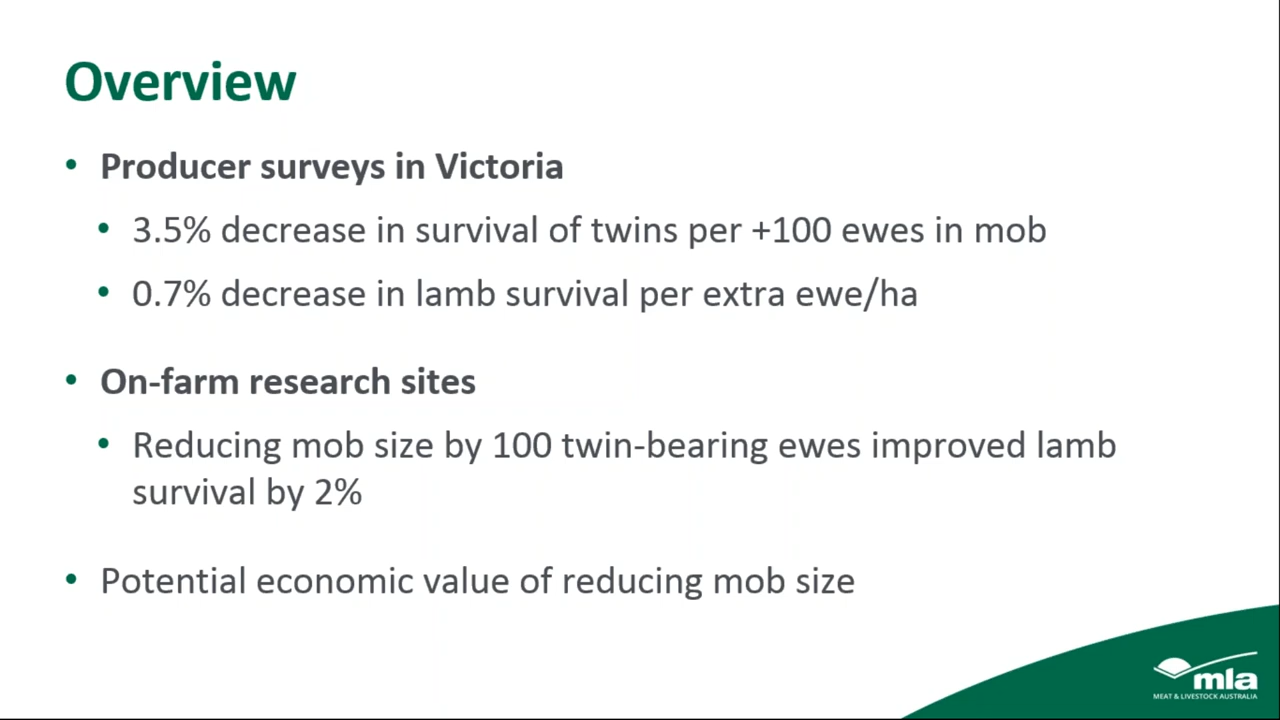 Overview
• Producer surveys in Victoria
• 3.5% decrease in survival of twins per +100 ewes in mob
• 0.7% decrease in lamb survival per extra ewe/ha
• On-farm research sites
• Reducing mob size by 100 twin-bearing ewes improved lamb
survival by 2%
• Potential economic value of reducing mob size
mla
MEAT & LIVESTOCK AUSTRALIA